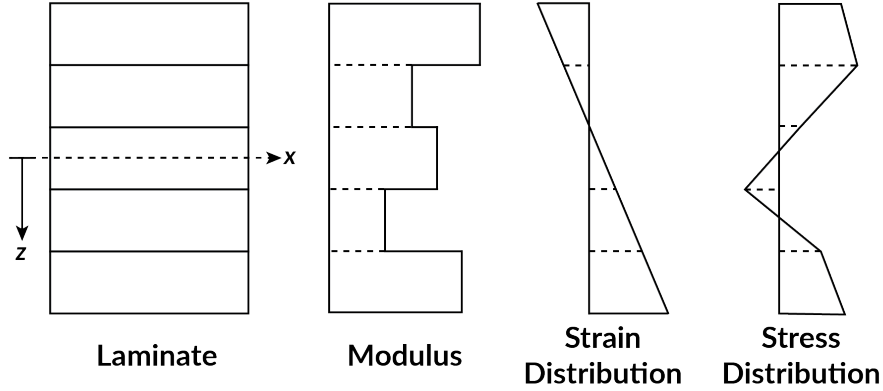 x
z
Laminate
Modulus
Strain
Distribution
Stress
Distribution